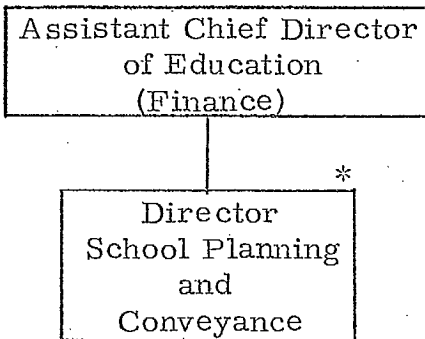 Assistant Chief Director
of Education
(Finance)
*
Director
School Planning
and
Conveyance